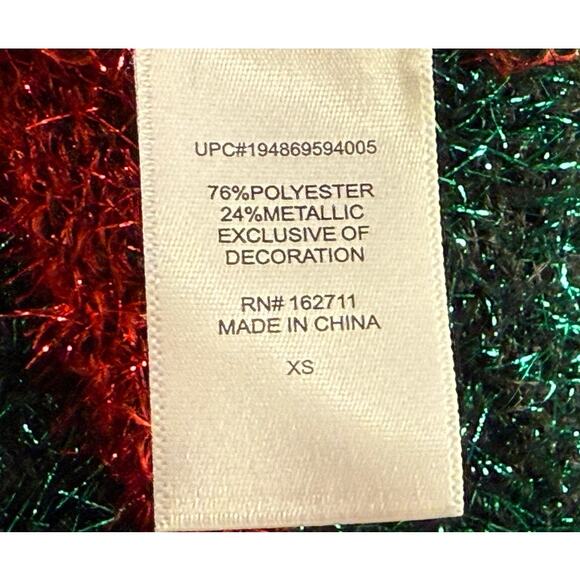 UPC#194869594005
76%POLYESTER
24%METALLIC
EXCLUSIVE OF
DECORATION
RN# 162711
MADE IN CHINA
XS